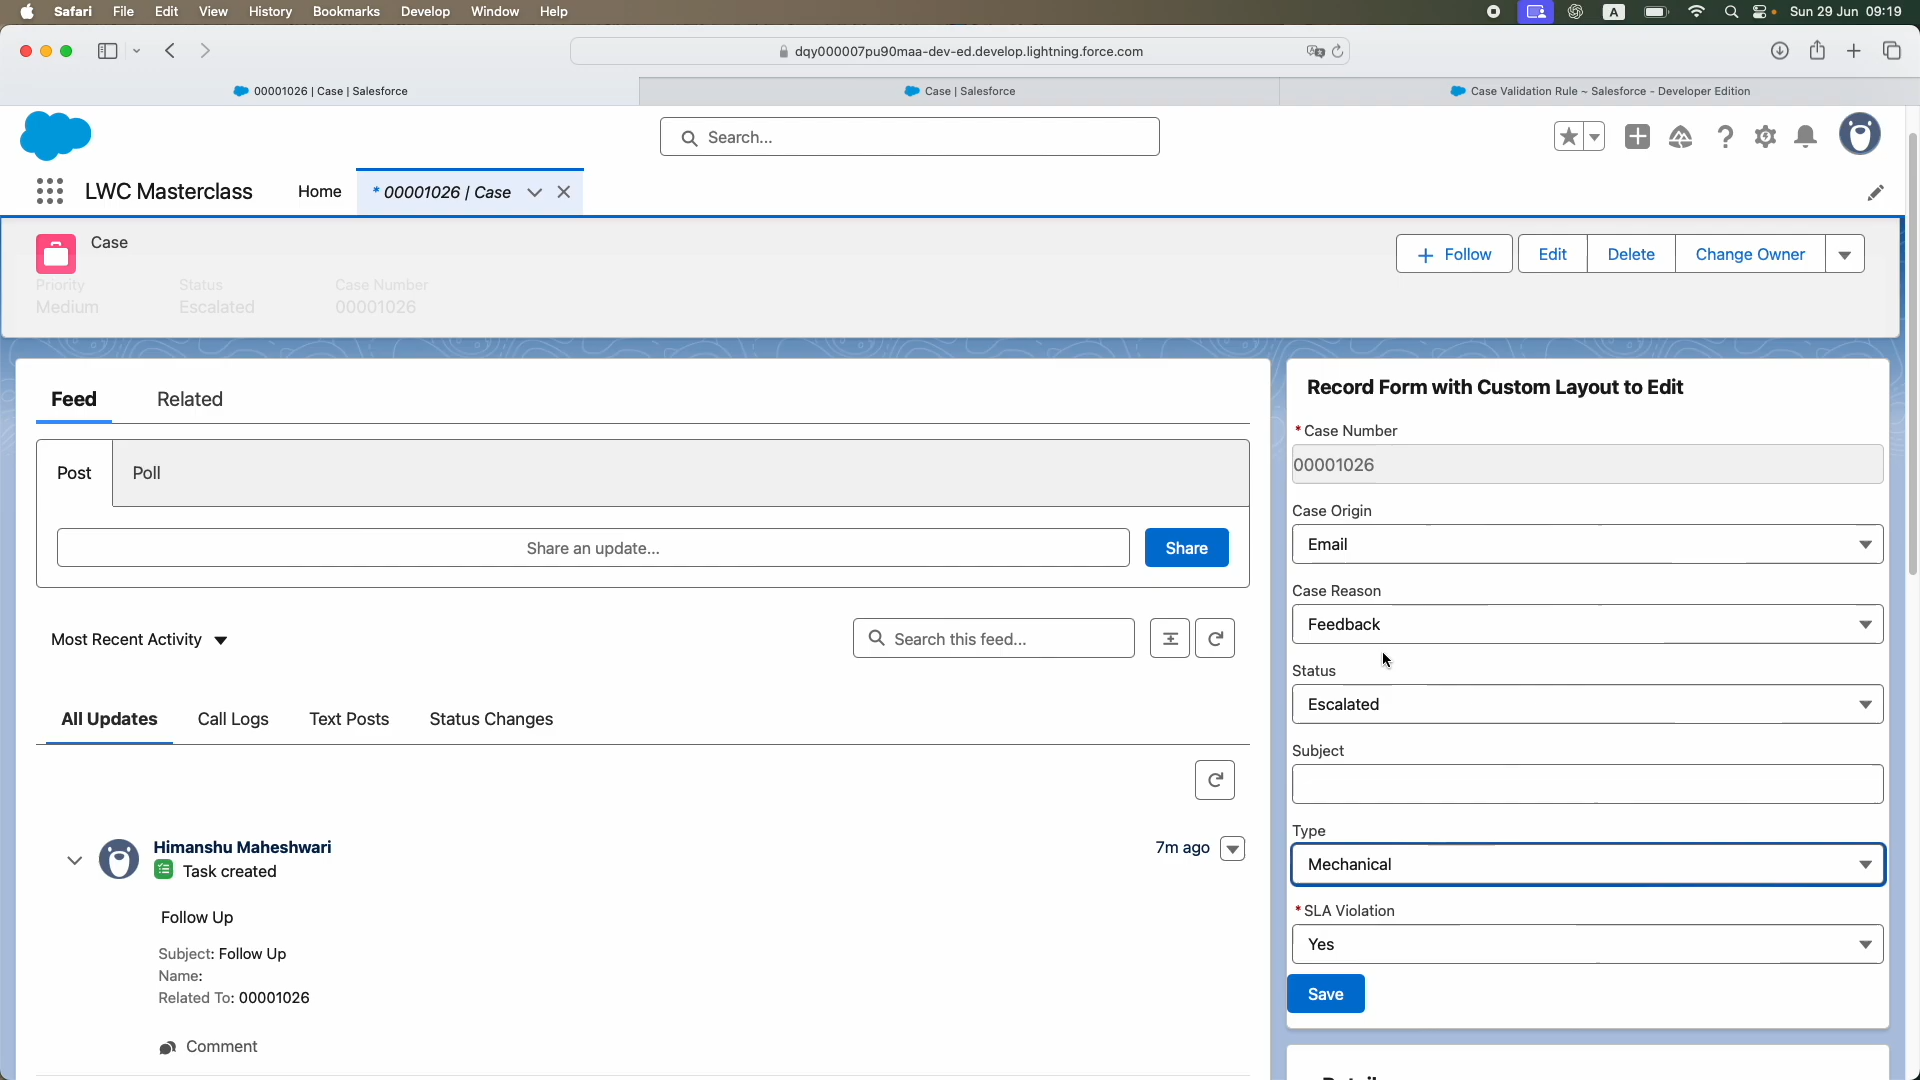 Safari File Edit View History Bookmarks Develop Window Help A Sun 29 Jun 09:19
dqy000007pu90maa-dev-ed.develop.lightning.force.com
00001026 | Case | Salesforce
Case | Salesforce
Case Validation Rule ~ Salesforce - Developer Edition
Search...
LWC Masterclass Home * 00001026 | Case
Case
+ Follow Edit Delete Change Owner
Priority Status Case Number
Medium Escalated 00001026
Feed Related
Post Poll
Share an update... Share
Most Recent Activity Search this feed...
All Updates Call Logs Text Posts Status Changes
Himanshu Maheshwari 7m ago
Task created
Follow Up
Subject: Follow Up
Name:
Related To: 00001026
Comment
Record Form with Custom Layout to Edit
* Case Number
00001026
Case Origin
Email
Case Reason
Feedback
Status
Escalated
Subject
Type
Mechanical
* SLA Violation
Yes
Save